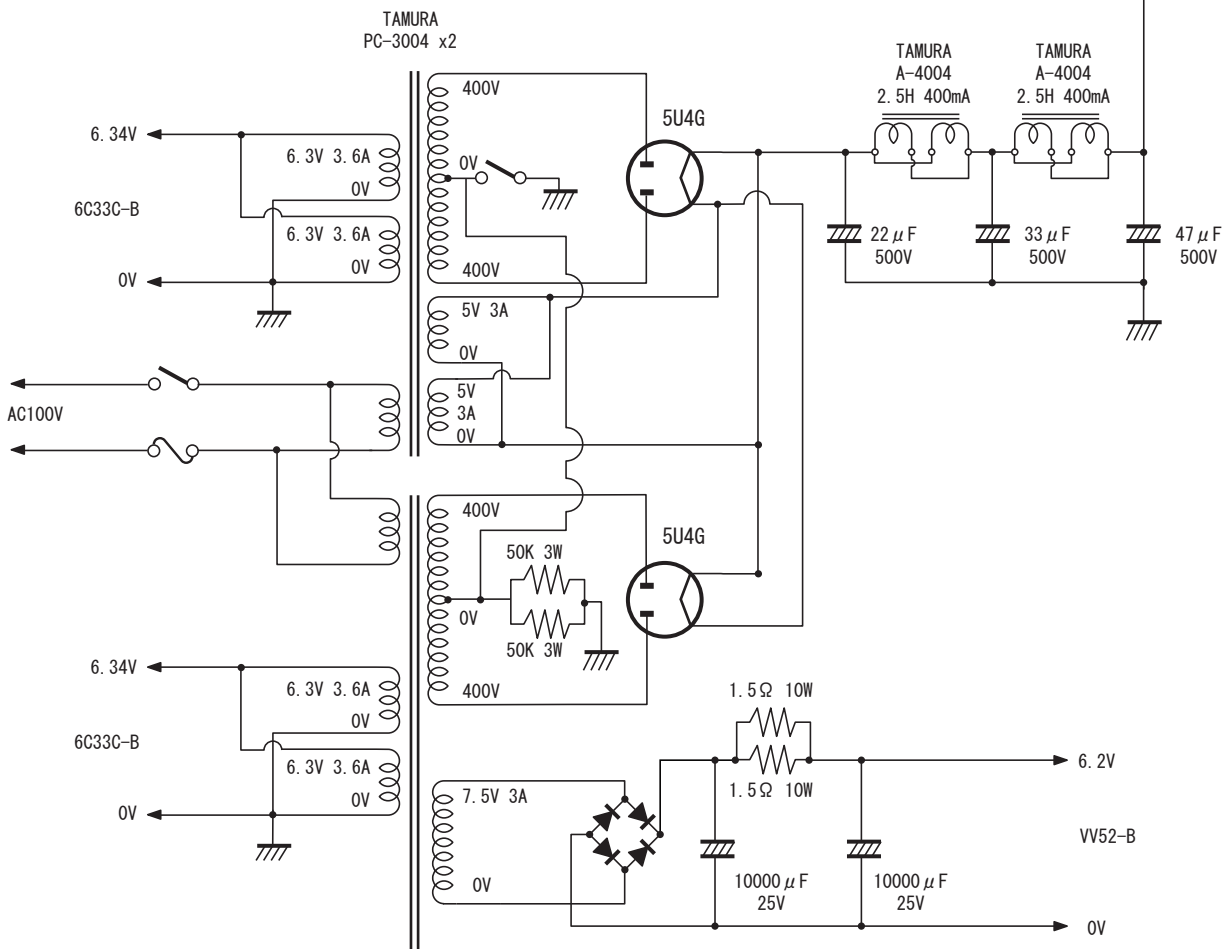 TAMURA
PC-3004 x2
TAMURA
A-4004
2.5H 400mA
TAMURA
A-4004
2.5H 400mA
400V
5U4G
6.34V
6.3V 3.6A
0V
0V
6C33C-B
6.3V 3.6A
0V
0V
400V
22μF
500V
33μF
500V
47μF
500V
5V 3A
0V
AC100V
5V
3A
0V
400V
5U4G
50K 3W
0V
50K 3W
6.34V
6.3V 3.6A
0V
400V
1.5Ω 10W
6C33C-B
6.3V 3.6A
0V
0V
7.5V 3A
1.5Ω 10W
6.2V
VV52-B
0V
10000μF
25V
10000μF
25V
0V